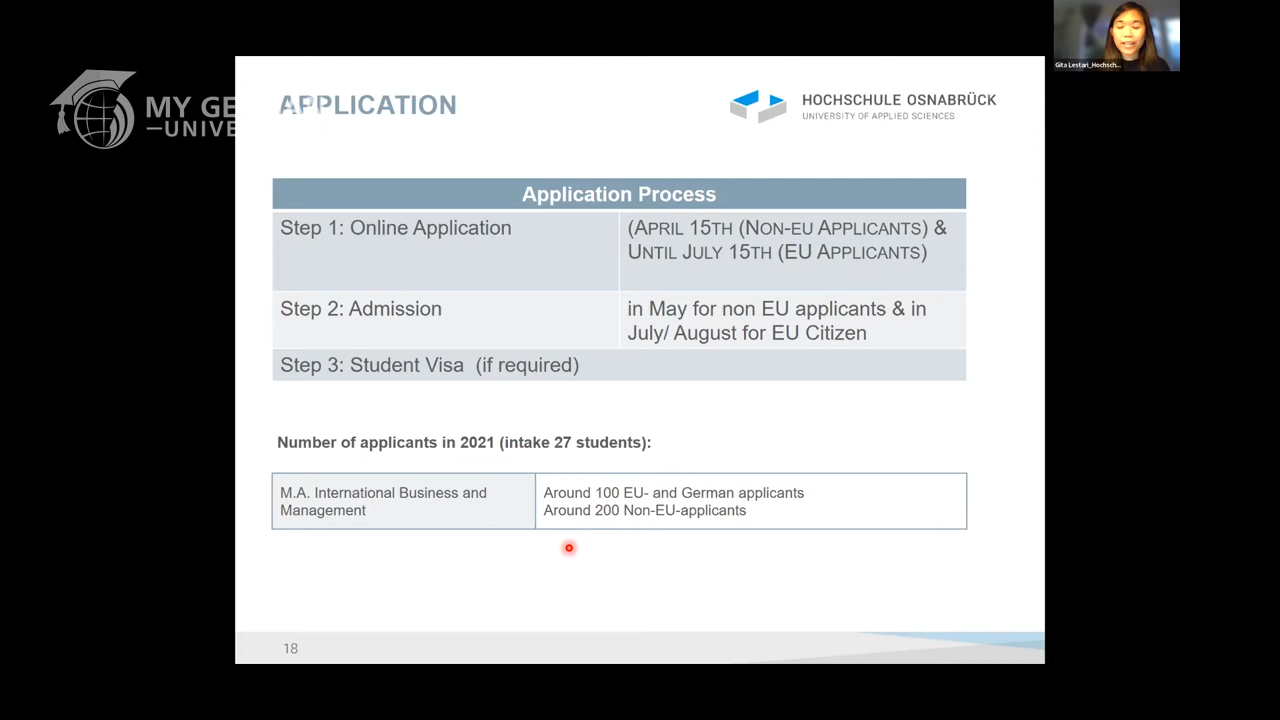 MY GE
—UNIVE
APPLICATION
HOCHSCHULE OSNABRÜCK
UNIVERSITY OF APPLIED SCIENCES
Gita Lestari_Hochsch...
Application Process
Step 1: Online Application
(APRIL 15TH (NON-EU APPLICANTS) &
UNTIL JULY 15TH (EU APPLICANTS)
Step 2: Admission
in May for non EU applicants & in
July/ August for EU Citizen
Step 3: Student Visa (if required)
Number of applicants in 2021 (intake 27 students):
M.A. International Business and
Management
Around 100 EU- and German applicants
Around 200 Non-EU-applicants
18